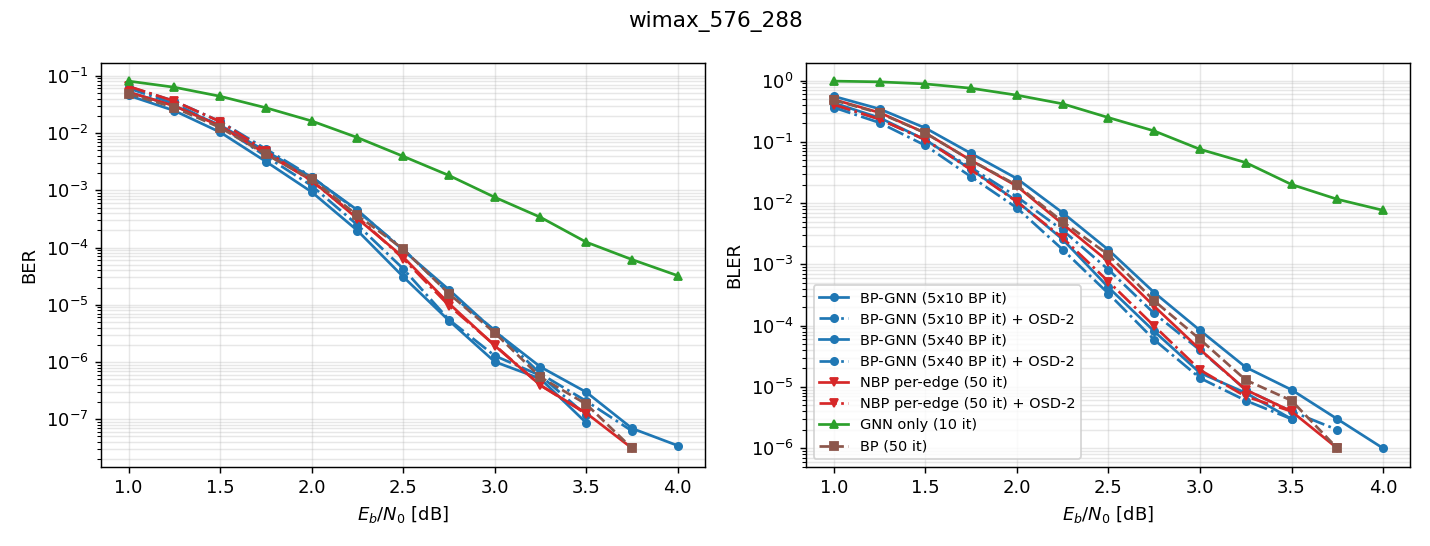 wimax_576_288
BER
10⁻¹
10⁻²
10⁻³
10⁻⁴
10⁻⁵
10⁻⁶
10⁻⁷
1.0 1.5 2.0 2.5 3.0 3.5 4.0
E_b/N_0 [dB]
BLER
10⁰
10⁻¹
10⁻²
10⁻³
10⁻⁴
10⁻⁵
10⁻⁶
BP-GNN (5x10 BP it)
BP-GNN (5x10 BP it) + OSD-2
BP-GNN (5x40 BP it)
BP-GNN (5x40 BP it) + OSD-2
NBP per-edge (50 it)
NBP per-edge (50 it) + OSD-2
GNN only (10 it)
BP (50 it)
1.0 1.5 2.0 2.5 3.0 3.5 4.0
E_b/N_0 [dB]